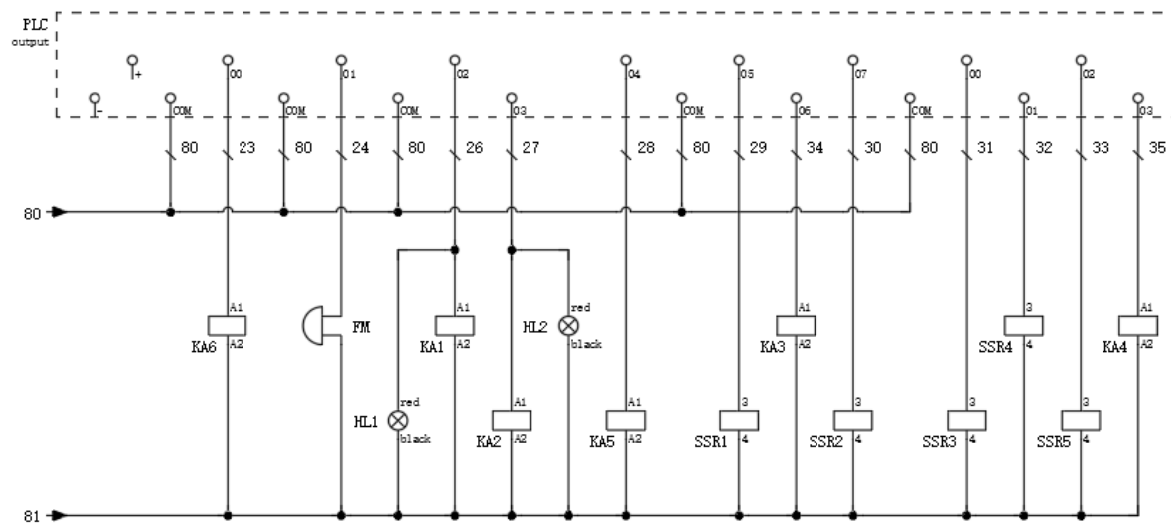 PLC
output
+
-
00 01 02 04 05 07 00 02
COM COM COM 03 COM 06 COM 01 03
80 23 80 24 80 26 27 28 80 29 34 30 80 31 32 33 35
80
A1 A1 red A1 3 A1
KA6 FM KA1 HL2 KA3 SSR4 KA4
A2 A2 black A2 4 A2
red A1 A1 3 3 3 3
HL1 KA2 KA5 SSR1 SSR2 SSR3 SSR5
black A2 A2 4 4 4 4
81